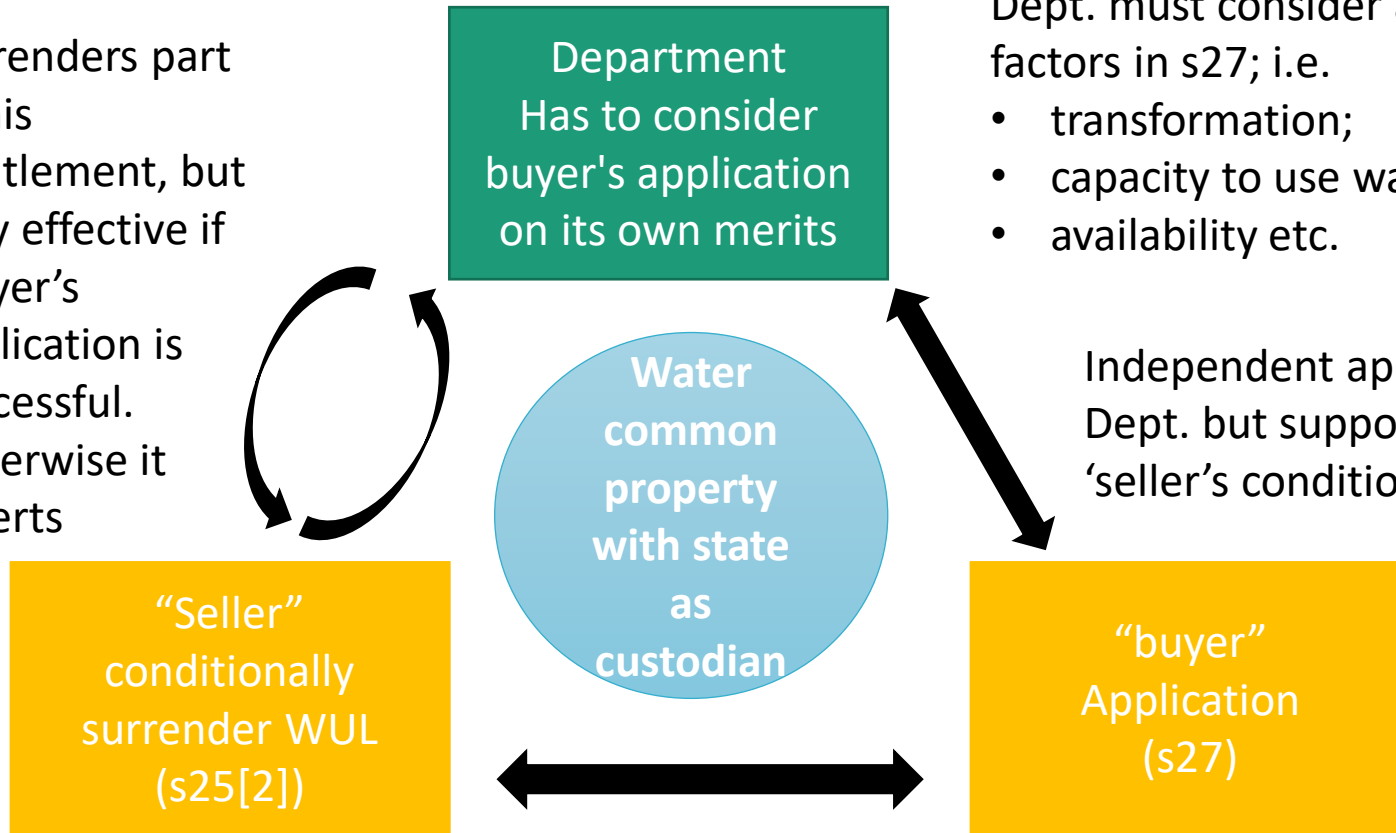 renders part
is
tlement, but
y effective if
yer's
lication is
cessful.
erwise it
erts
Department
Has to consider
buyer's application
on its own merits
Dept. must consider
factors in s27; i.e.
• transformation;
• capacity to use wa
• availability etc.
Water
common
property
with state
as
custodian
Independent ap
Dept. but suppo
‘seller’s conditio
“Seller”
conditionally
surrender WUL
(s25[2])
“buyer”
Application
(s27)